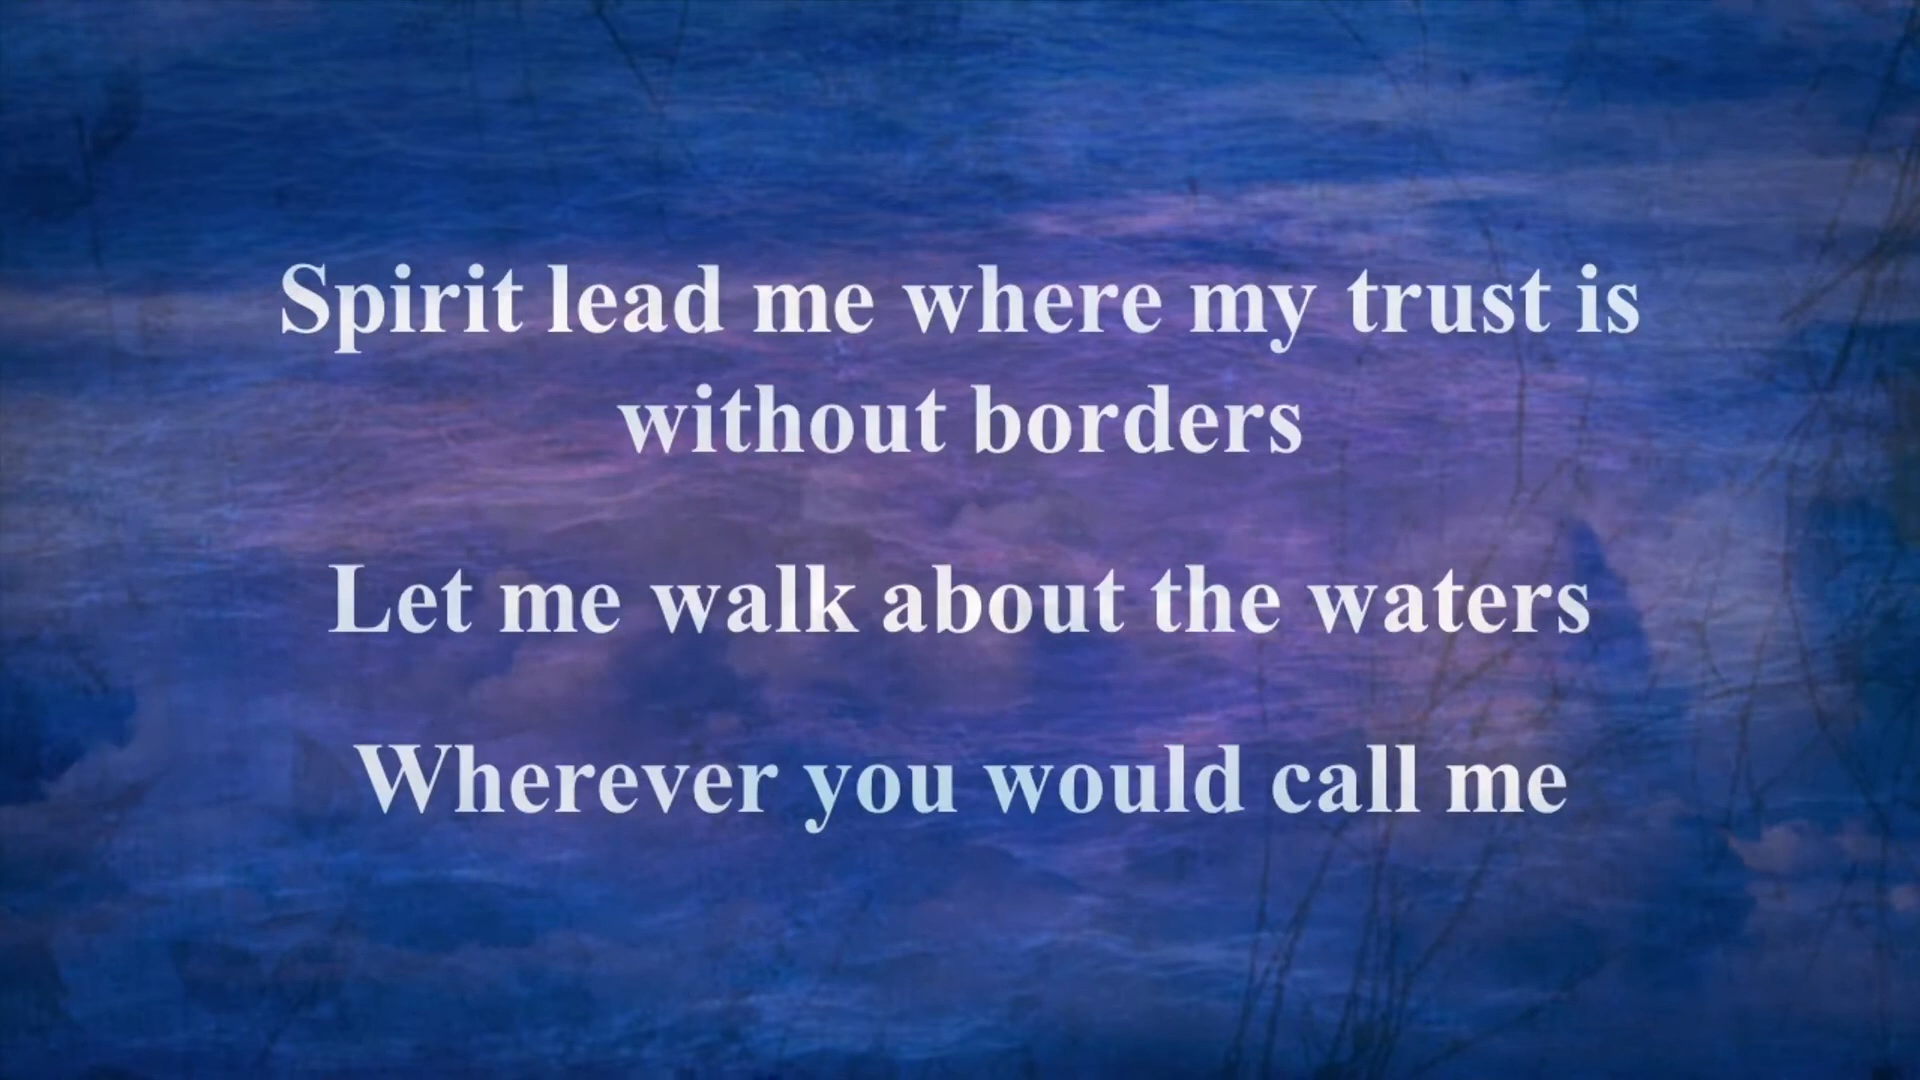 Spirit lead me where my trust is
without borders
Let me walk about the waters
Wherever you would call me